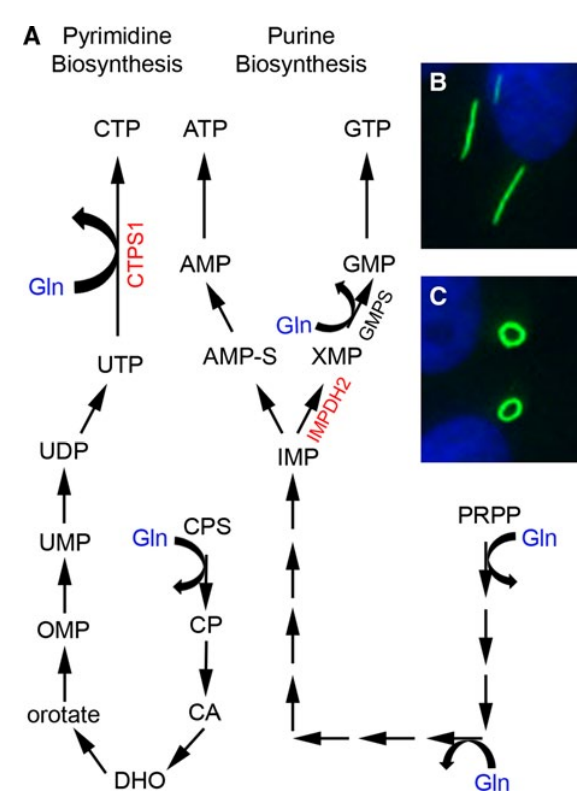 A
Pyrimidine
Biosynthesis
Purine
Biosynthesis
B
CTP
ATP
GTP
CTPS1
Gln
AMP
GMP
Gln
GMPS
C
UTP
AMP-S
XMP
IMPDH2
UDP
IMP
UMP
Gln
CPS
PRPP
Gln
OMP
CP
orotate
CA
DHO
Gln